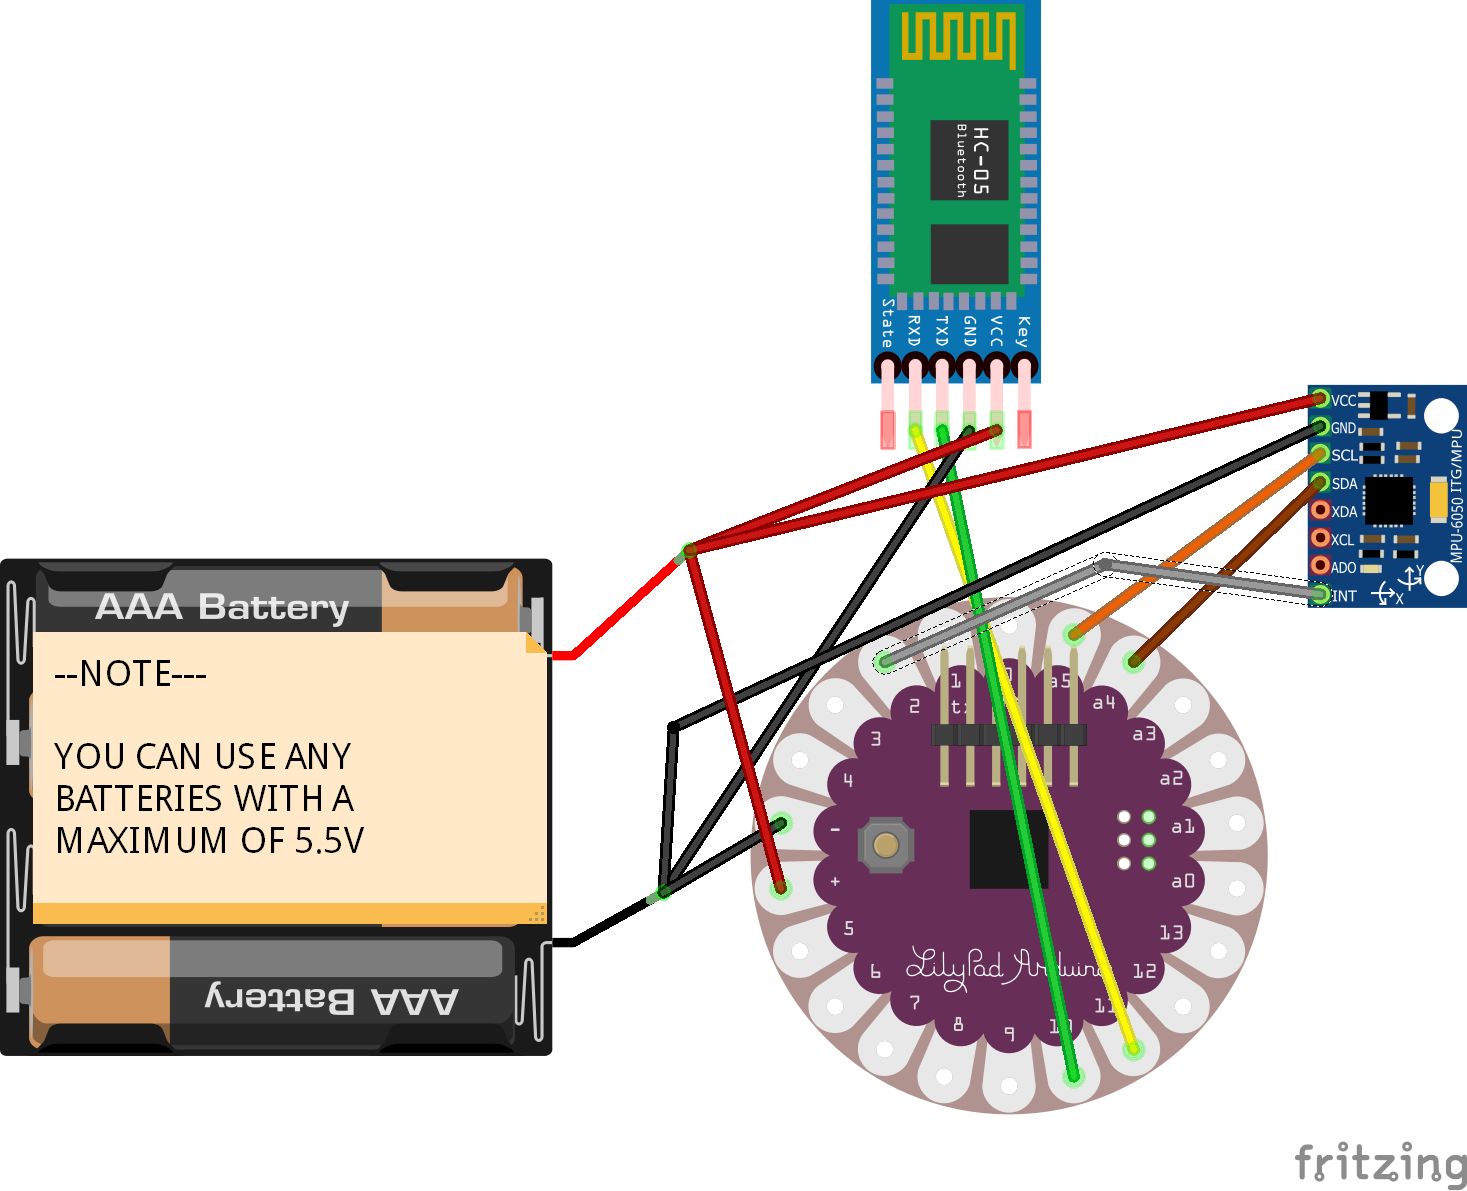 HC-05
Bluetooth
State
RXD
TXD
GND
VCC
Key
VCC
GND
SCL
SDA
XDA
XCL
ADO
INT
MPU-6050 ITG/MPU
Y
X
AAA Battery
--NOTE---
YOU CAN USE ANY
BATTERIES WITH A
MAXIMUM OF 5.5V
AAA Battery
1
2
3
4
-
+
5
6
7
8
9
10
11
12
13
a0
a1
a2
a3
a4
a5
LilyPad Arduino
fritzing